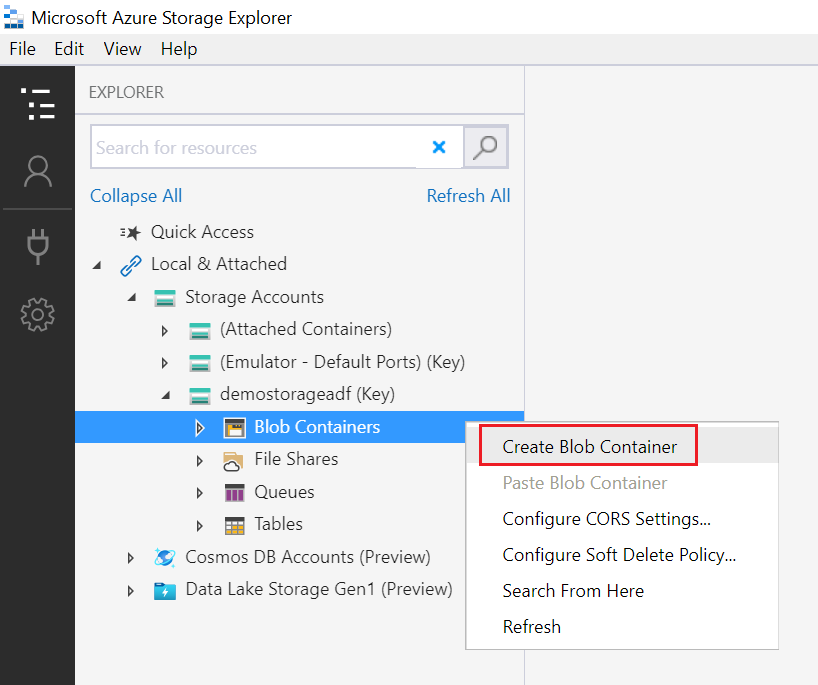 Microsoft Azure Storage Explorer
File Edit View Help
EXPLORER
Search for resources
Collapse All Refresh All
Quick Access
Local & Attached
Storage Accounts
(Attached Containers)
(Emulator - Default Ports) (Key)
demostorageadf (Key)
Blob Containers
File Shares
Queues
Tables
Cosmos DB Accounts (Preview)
Data Lake Storage Gen1 (Preview)
Create Blob Container
Paste Blob Container
Configure CORS Settings...
Configure Soft Delete Policy...
Search From Here
Refresh